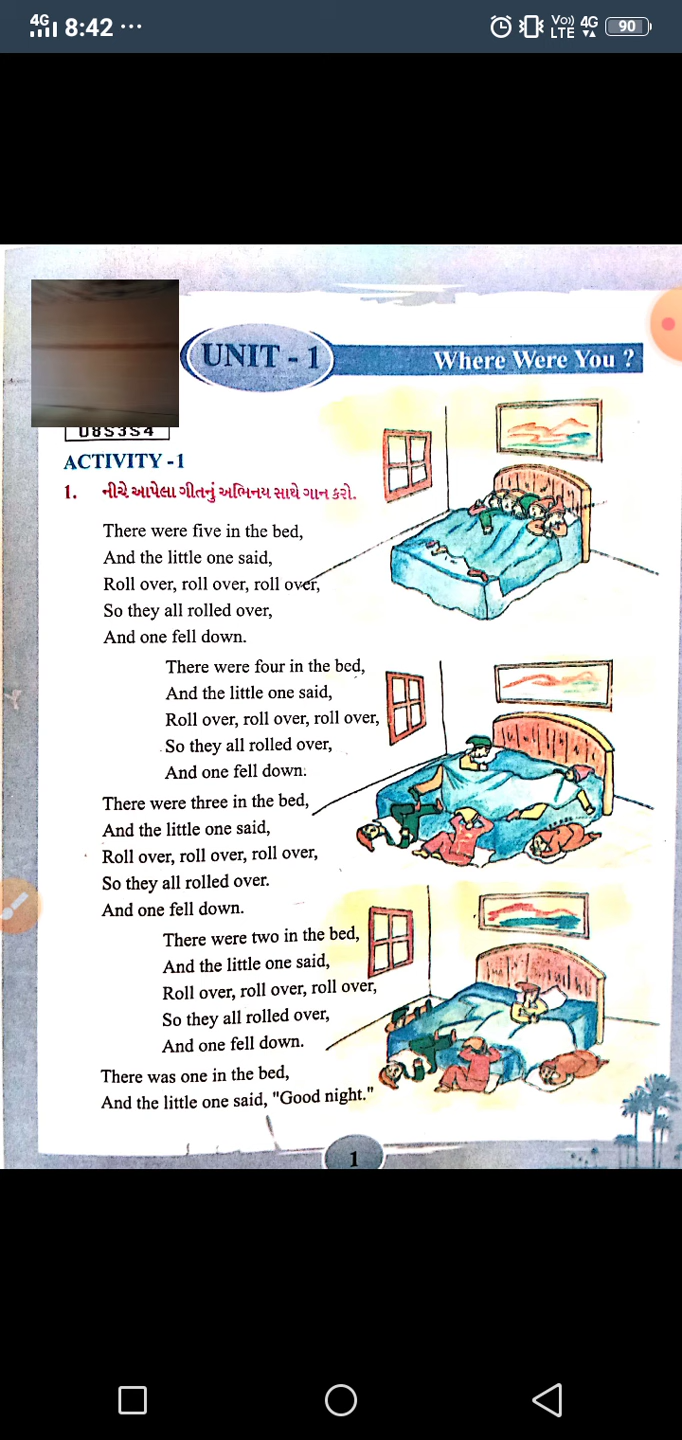 4G 8:42 ...
Vo)) LTE 4G 90
UNIT - 1
Where Were You ?
U8S3S4
ACTIVITY - 1
1. નીચે આપેલા ગીતનું અભિનય સાથે ગાન કરો.
There were five in the bed,
And the little one said,
Roll over, roll over, roll over,
So they all rolled over,
And one fell down.
There were four in the bed,
And the little one said,
Roll over, roll over, roll over,
So they all rolled over,
And one fell down.
There were three in the bed,
And the little one said,
Roll over, roll over, roll over,
So they all rolled over.
And one fell down.
There were two in the bed,
And the little one said,
Roll over, roll over, roll over,
So they all rolled over,
And one fell down.
There was one in the bed,
And the little one said, "Good night."
1